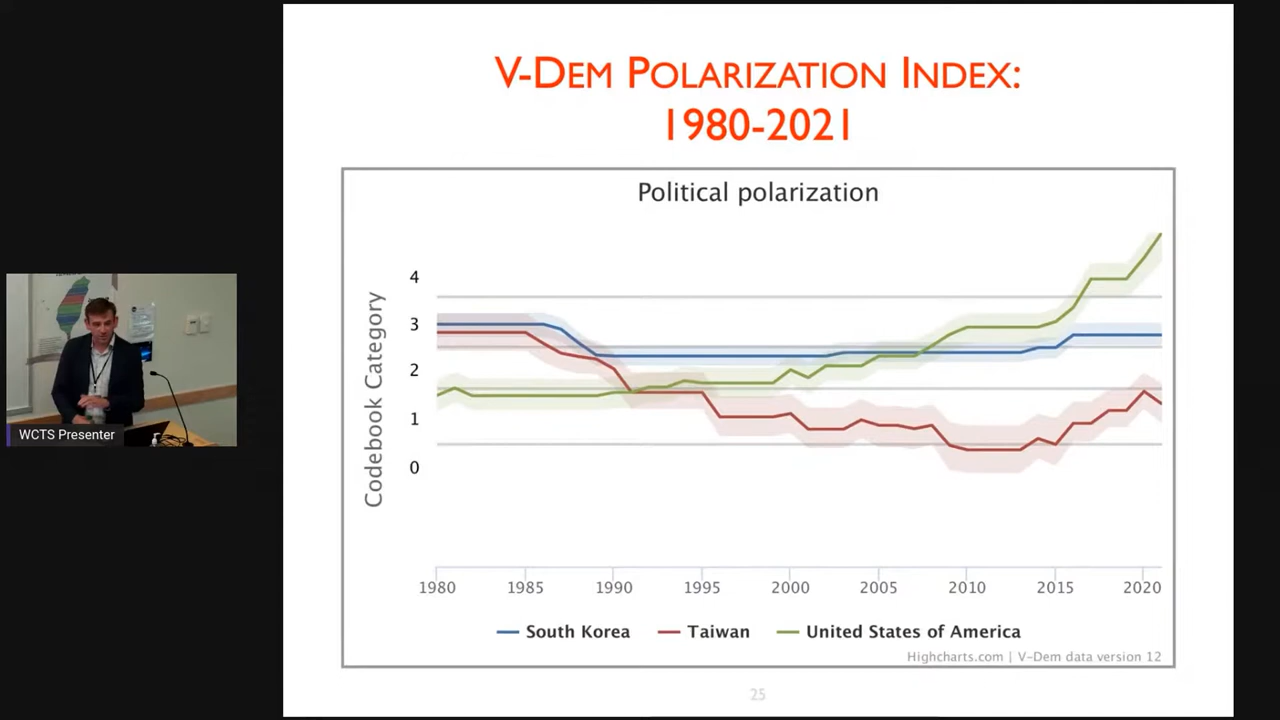 V-DEM POLARIZATION INDEX:
1980-2021
Political polarization
Codebook Category
4
3
2
1
0
1980 1985 1990 1995 2000 2005 2010 2015 2020
South Korea Taiwan United States of America
Highcharts.com | V-Dem data version 12
25
WCTS Presenter